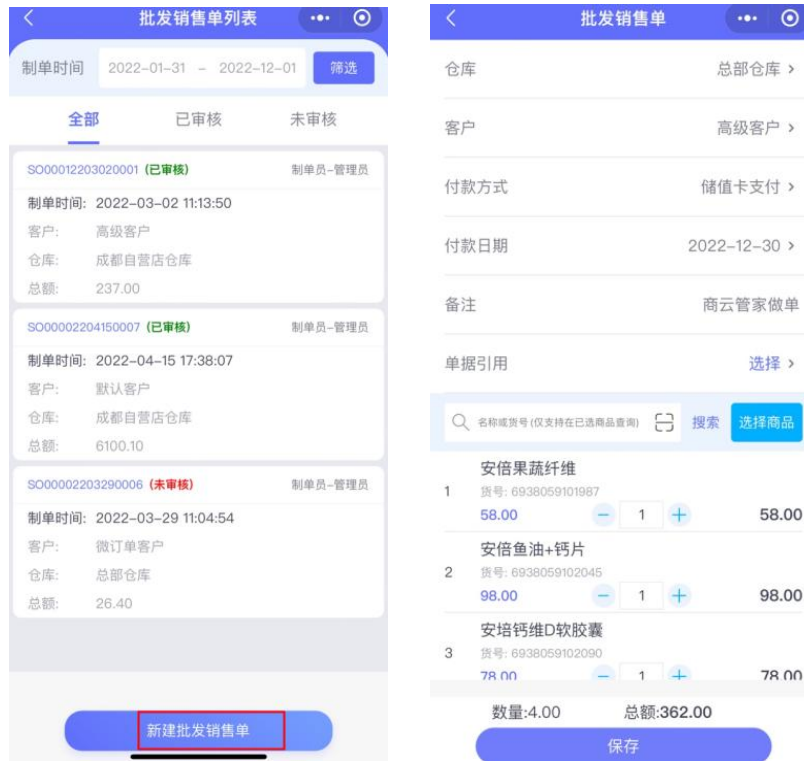 批发销售单列表
制单时间 2022-01-31 - 2022-12-01 筛选
全部 已审核 未审核
SO00012203020001 (已审核) 制单员-管理员
制单时间: 2022-03-02 11:13:50
客户: 高级客户
仓库: 成都自营店仓库
总额: 237.00
SO00002204150007 (已审核) 制单员-管理员
制单时间: 2022-04-15 17:38:07
客户: 默认客户
仓库: 成都自营店仓库
总额: 6100.10
SO00002203290006 (未审核) 制单员-管理员
制单时间: 2022-03-29 11:04:54
客户: 微订单客户
仓库: 总部仓库
总额: 26.40
新建批发销售单
批发销售单
仓库 总部仓库 >
客户 高级客户 >
付款方式 储值卡支付 >
付款日期 2022-12-30 >
备注 商云管家做单
单据引用 选择 >
名称或货号(仅支持在已选商品查询) 搜索 选择商品
安倍果蔬纤维
1 货号: 6938059101987
58.00 - 1 + 58.00
安倍鱼油+钙片
2 货号: 6938059102045
98.00 - 1 + 98.00
安培钙维D软胶囊
3 货号: 6938059102090
78.00 - 1 + 78.00
数量:4.00 总额:362.00
保存